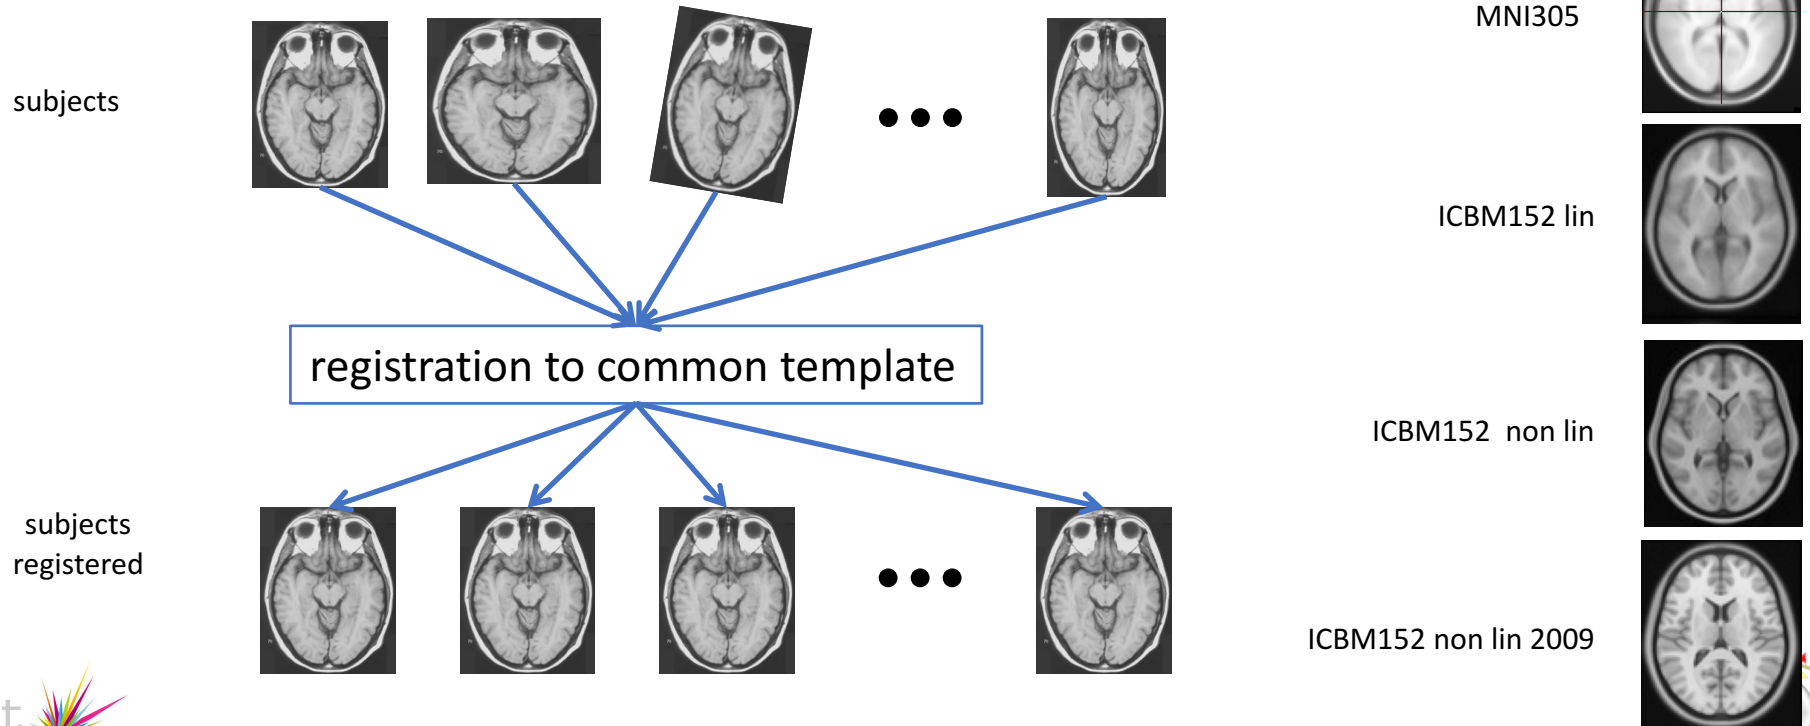 MNI305
subjects
ICBM152 lin
registration to common template
ICBM152  non lin
subjects
registered
ICBM152 non lin 2009
t